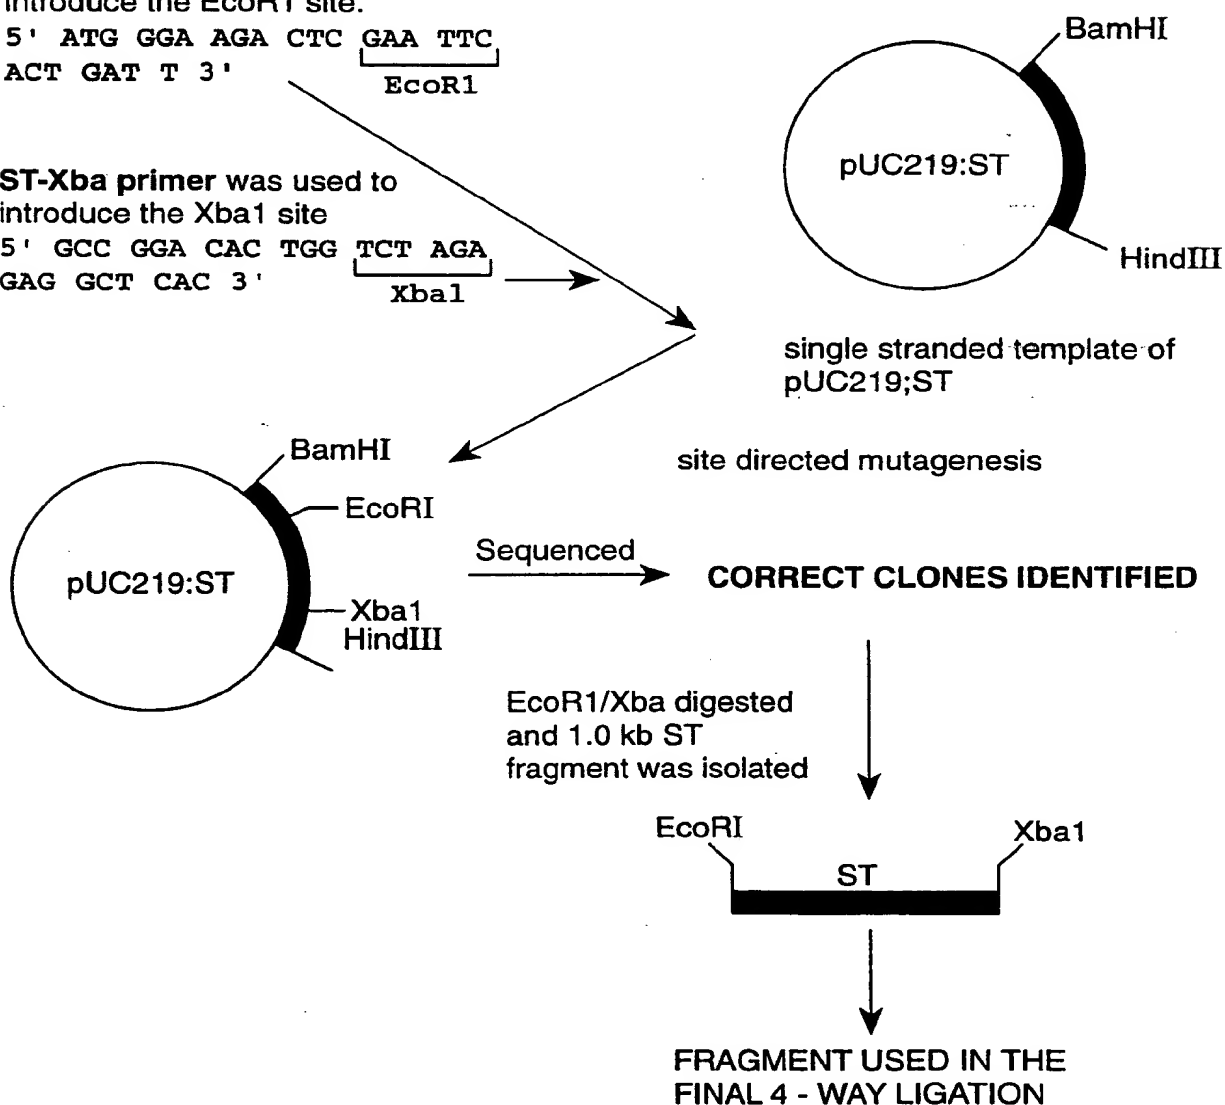 introduce the EcoR1 site.
5' ATG GGA AGA CTC GAA TTC
ACT GAT T 3'
EcoR1
ST-Xba primer was used to
introduce the Xba1 site
5' GCC GGA CAC TGG TCT AGA
GAG GCT CAC 3'
Xba1
BamHI
pUC219:ST
HindIII
single stranded template of
pUC219;ST
site directed mutagenesis
BamHI
EcoRI
pUC219:ST
Xba1
HindIII
Sequenced
CORRECT CLONES IDENTIFIED
EcoR1/Xba digested
and 1.0 kb ST
fragment was isolated
EcoRI
Xba1
ST
FRAGMENT USED IN THE
FINAL 4 - WAY LIGATION